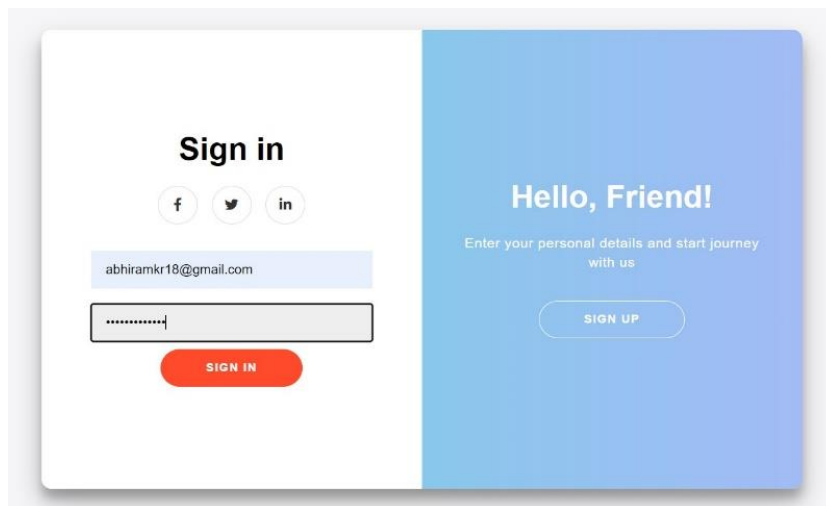 Sign in
f in
abhiramkr18@gmail.com
•••••••••••••
SIGN IN
Hello, Friend!
Enter your personal details and start journey
with us
SIGN UP